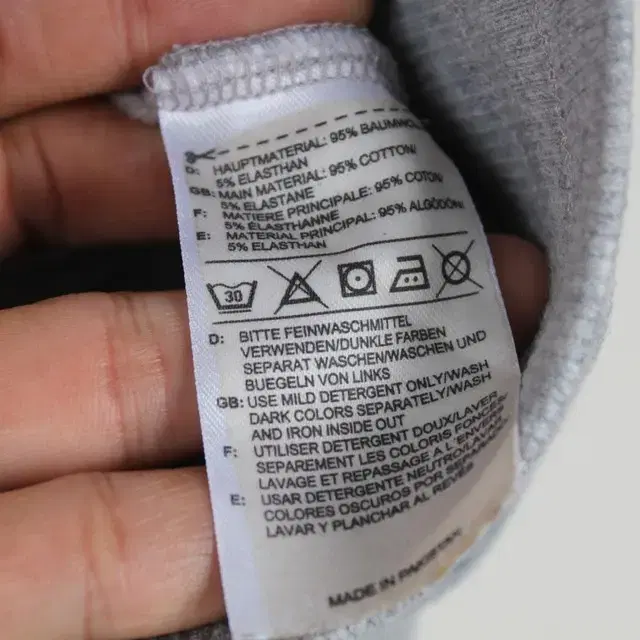 D: HAUPTMATERIAL: 95% BAUMWOLLE
5% ELASTHAN
GB: MAIN MATERIAL: 95% COTTON/
5% ELASTANE
F: MATIERE PRINCIPALE: 95% COTON/
5% ELASTHANNE
E: MATERIAL PRINCIPAL: 95% ALGODÓN/
5% ELASTHAN
30
D: BITTE FEINWASCHMITTEL
VERWENDEN/DUNKLE FARBEN
SEPARAT WASCHEN/WASCHEN UND
BUEGELN VON LINKS
GB: USE MILD DETERGENT ONLY/WASH
DARK COLORS SEPARATELY/WASH
AND IRON INSIDE OUT
F: UTILISER DETERGENT DOUX/LAVER
SEPAREMENT LES COLORIS FONCES
LAVAGE ET REPASSAGE A L'ENVERS
E: USAR DETERGENTE NEUTRO/LAVAR
COLORES OSCUROS POR SEP
LAVAR Y PLANCHAR AL REVÉS
MADE IN PAKISTAN